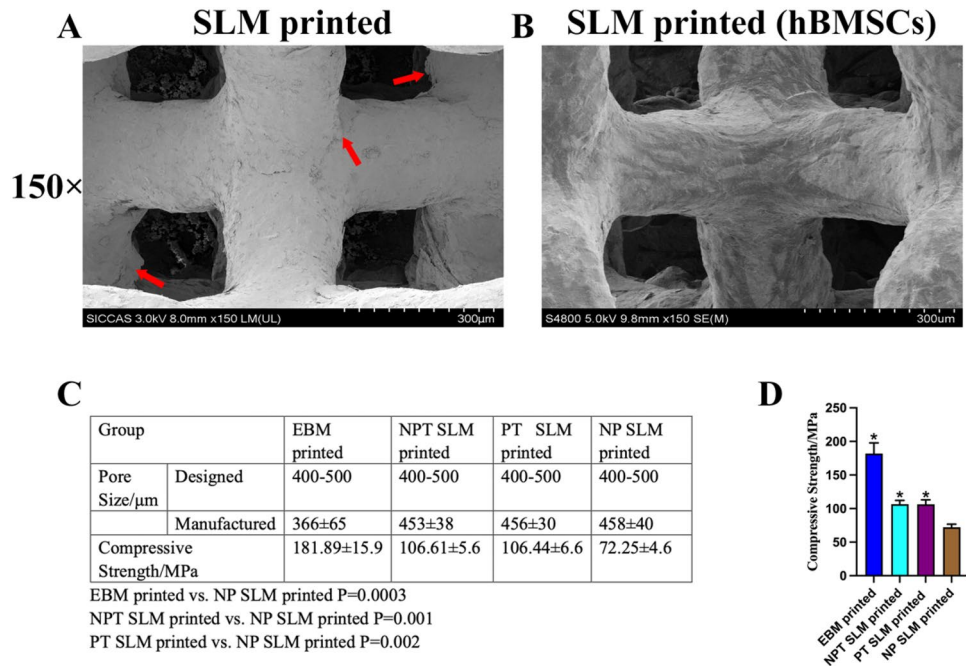 A SLM printed
B SLM printed (hBMSCs)
150×
SICCAS 3.0kV 8.0mm x150 LM(UL) 300μm
S4800 5.0kV 9.8mm x150 SE(M) 300μm
C
Group EBM printed NPT SLM printed PT SLM printed NP SLM printed
Pore Size/μm Designed 400-500 400-500 400-500 400-500
Manufactured 366±65 453±38 456±30 458±40
Compressive Strength/MPa 181.89±15.9 106.61±5.6 106.44±6.6 72.25±4.6
EBM printed vs. NP SLM printed P=0.0003
NPT SLM printed vs. NP SLM printed P=0.001
PT SLM printed vs. NP SLM printed P=0.002
D
Compressive Strength/MPa
250
200
150
100
50
0
* * *
EBM printed
NPT SLM printed
PT SLM printed
NP SLM printed